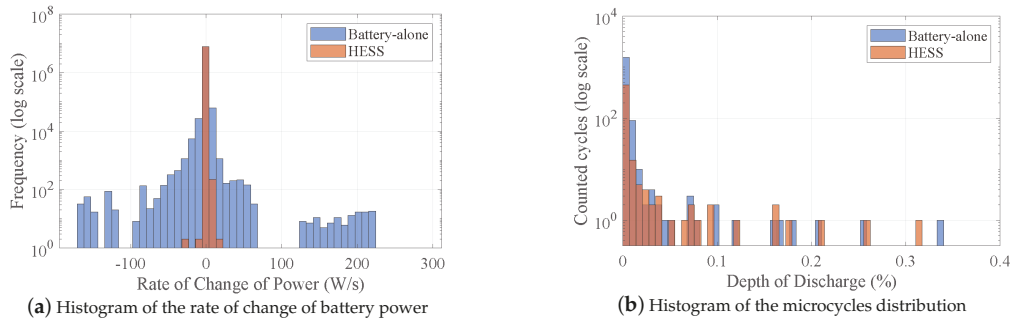 10^8
10^6
10^4
10^2
10^0
Frequency (log scale)
-100 0 100 200 300
Rate of Change of Power (W/s)
Battery-alone
HESS
(a) Histogram of the rate of change of battery power
10^4
10^2
10^0
Counted cycles (log scale)
0 0.1 0.2 0.3 0.4
Depth of Discharge (%)
Battery-alone
HESS
(b) Histogram of the microcycles distribution